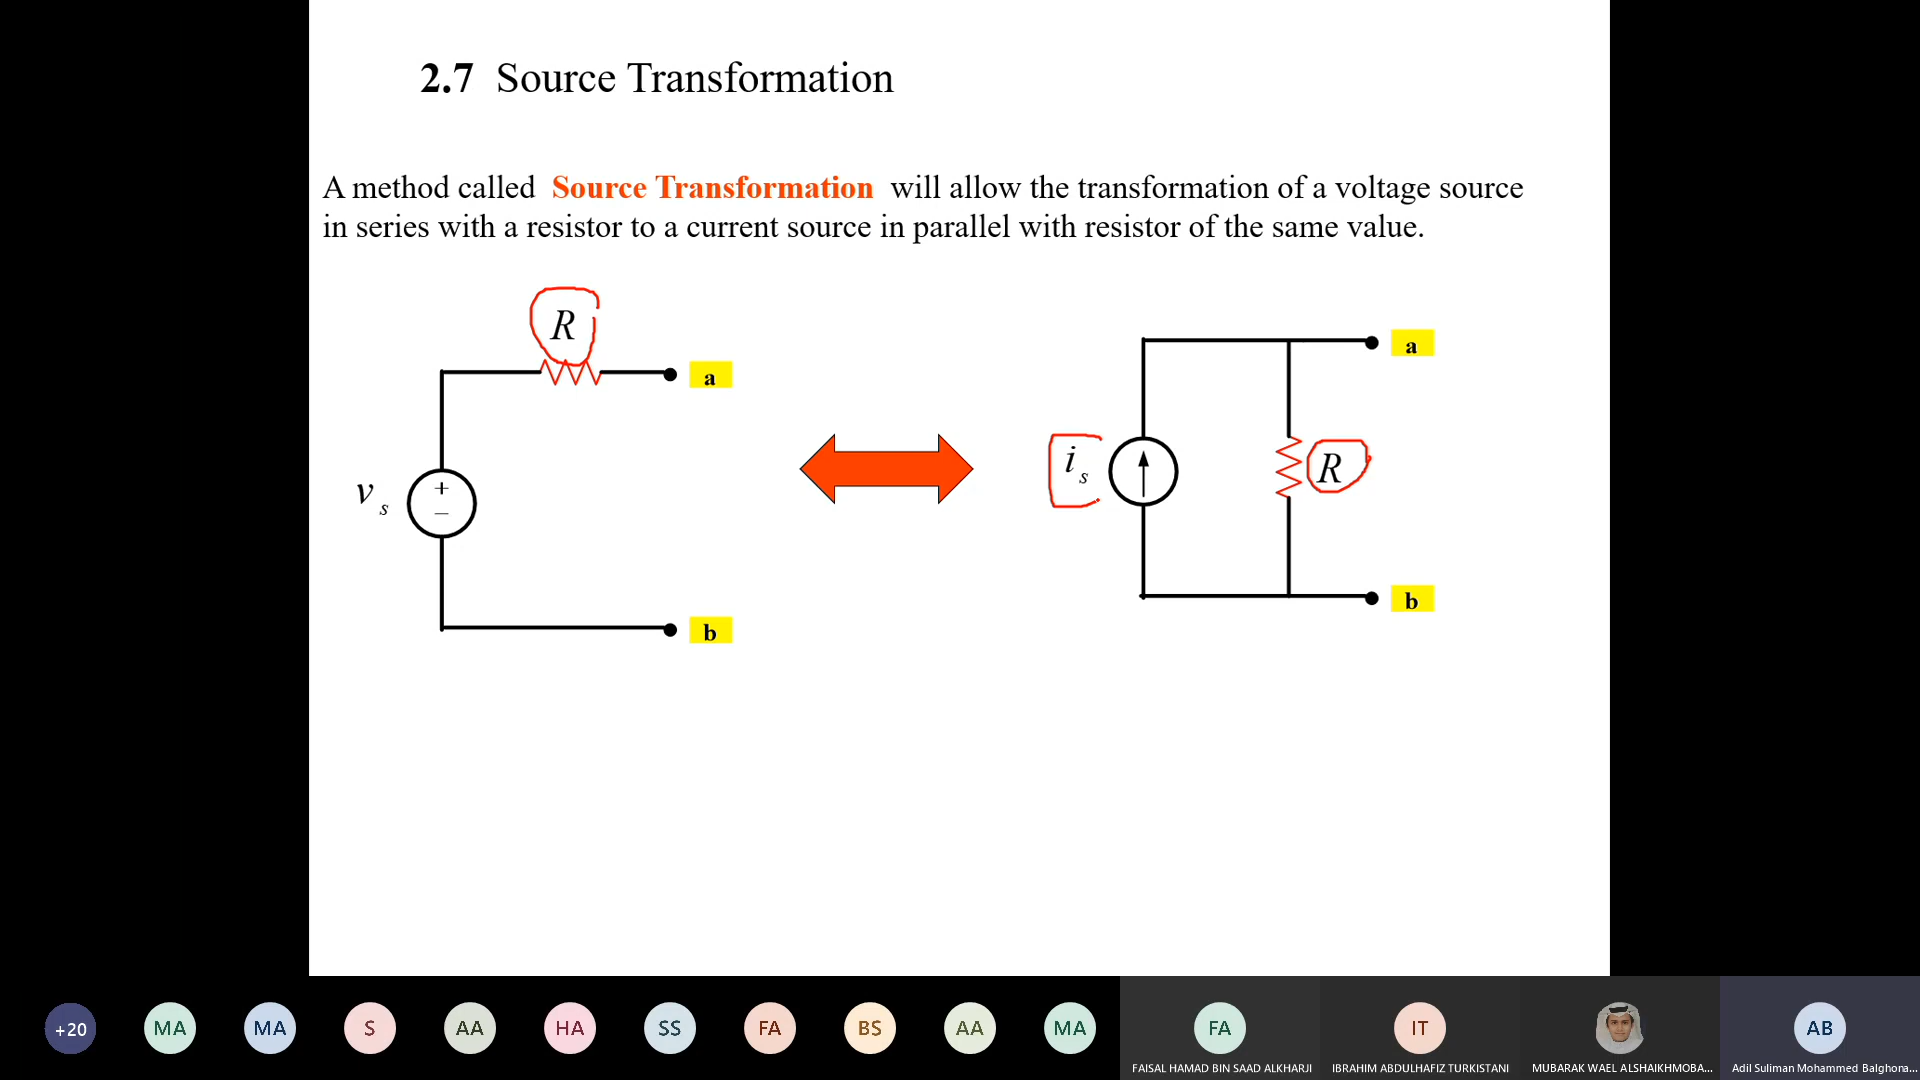 2.7 Source Transformation
A method called Source Transformation will allow the transformation of a voltage source
in series with a resistor to a current source in parallel with resistor of the same value.
R
a
v s
+
−
b
a
i s
R
b
+20
MA
MA
S
AA
HA
SS
FA
BS
AA
MA
FA
FAISAL HAMAD BIN SAAD ALKHARJI
IT
IBRAHIM ABDULHAFIZ TURKISTANI
MUBARAK WAEL ALSHAIKHMOBA...
AB
Adil Suliman Mohammed Balghona...